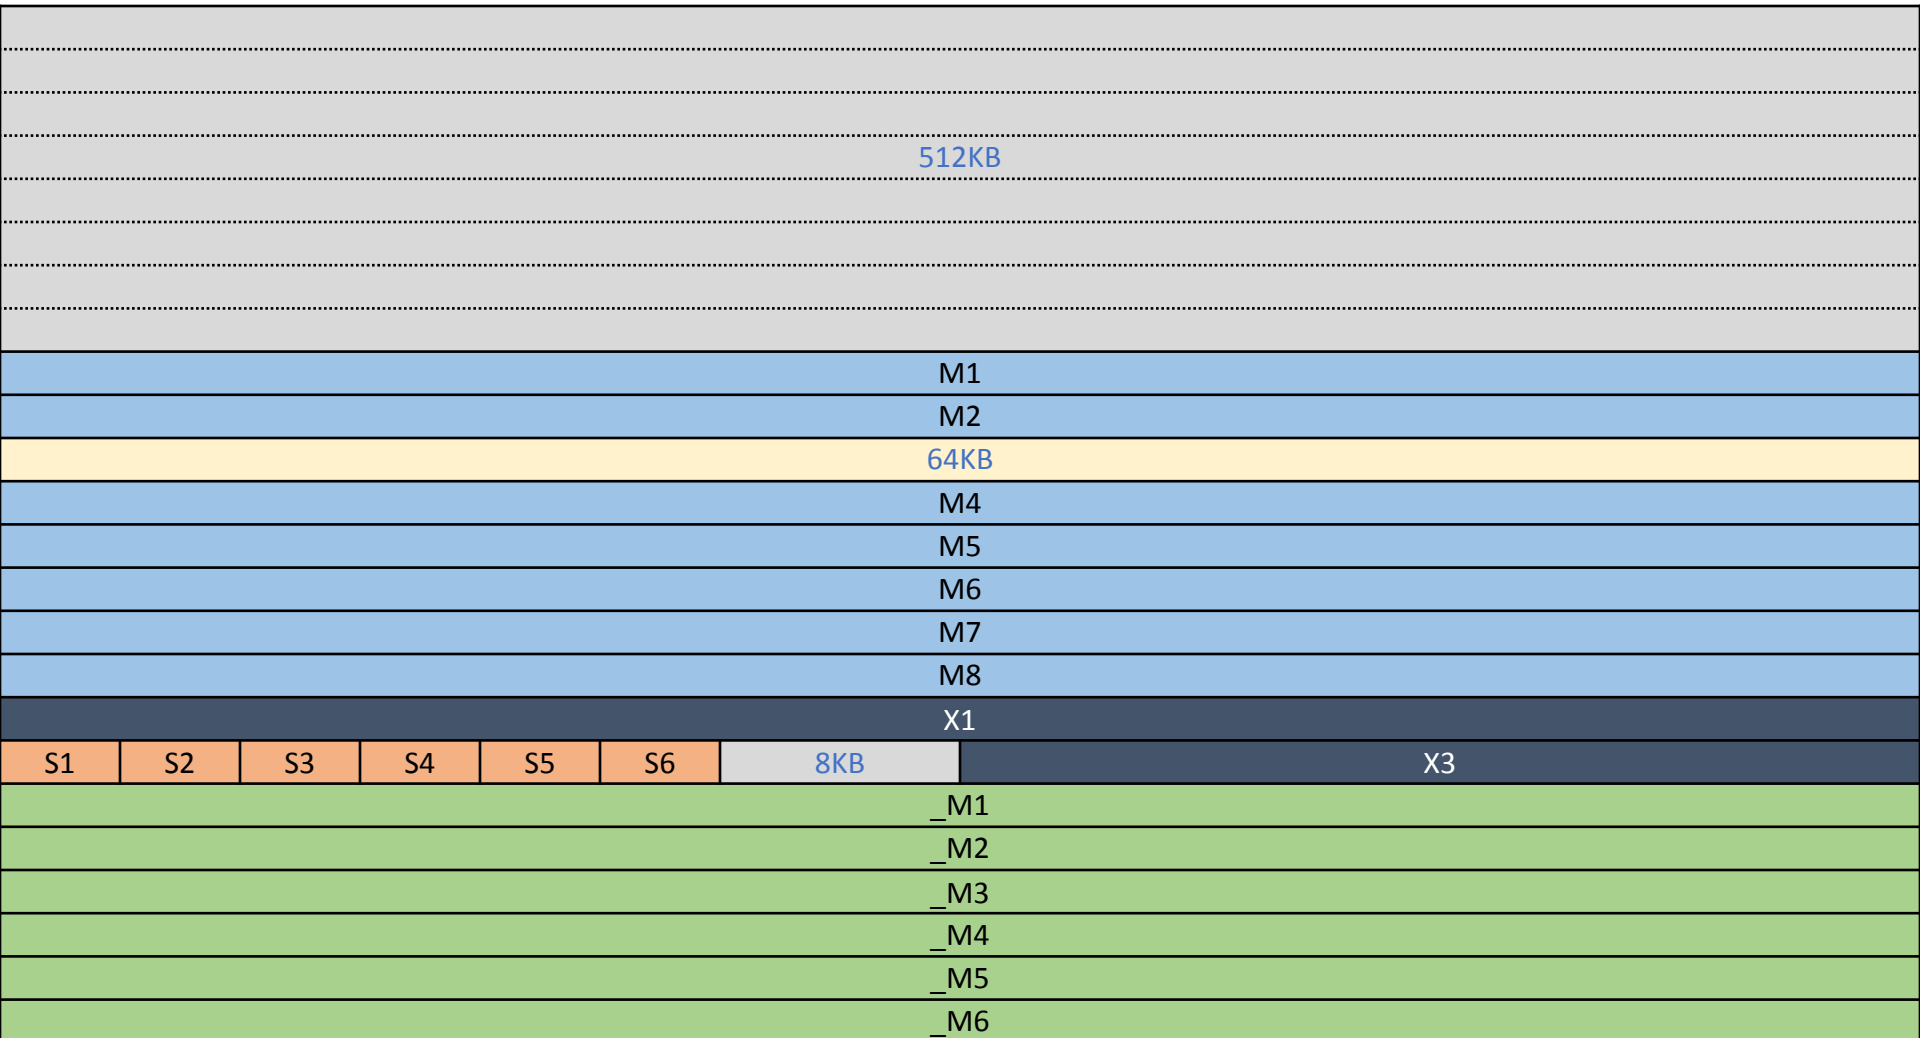 512KB
M1
M2
64KB
M4
M5
M6
M7
M8
X1
S1 S2 S3 S4 S5 S6 8KB X3
_M1
_M2
_M3
_M4
_M5
_M6